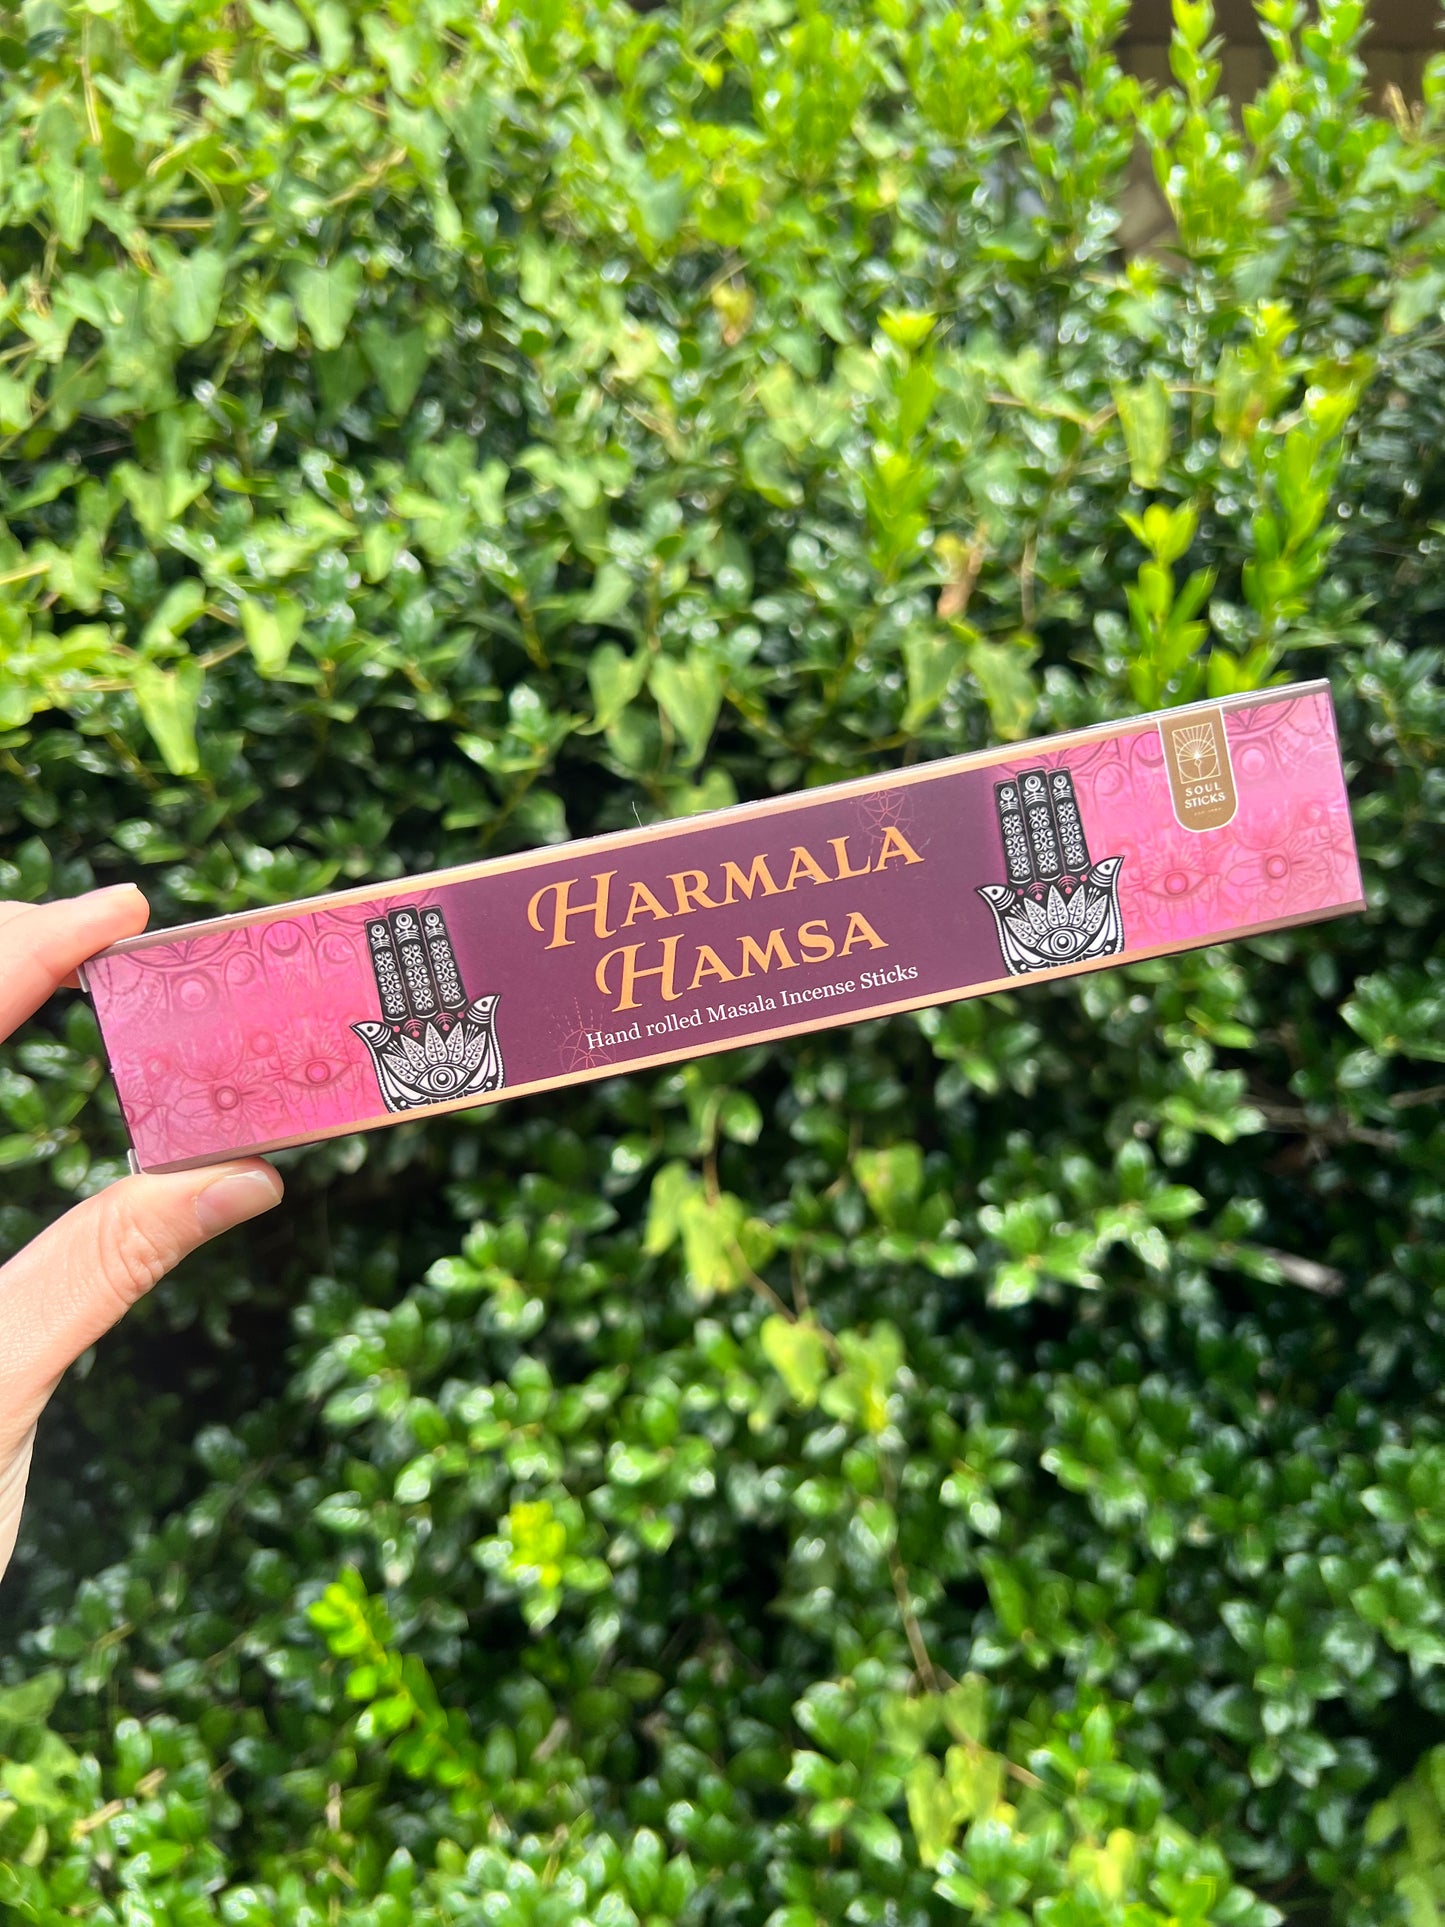 HARMALA
HAMSA
Hand rolled Masala Incense Sticks
SOUL
STICKS